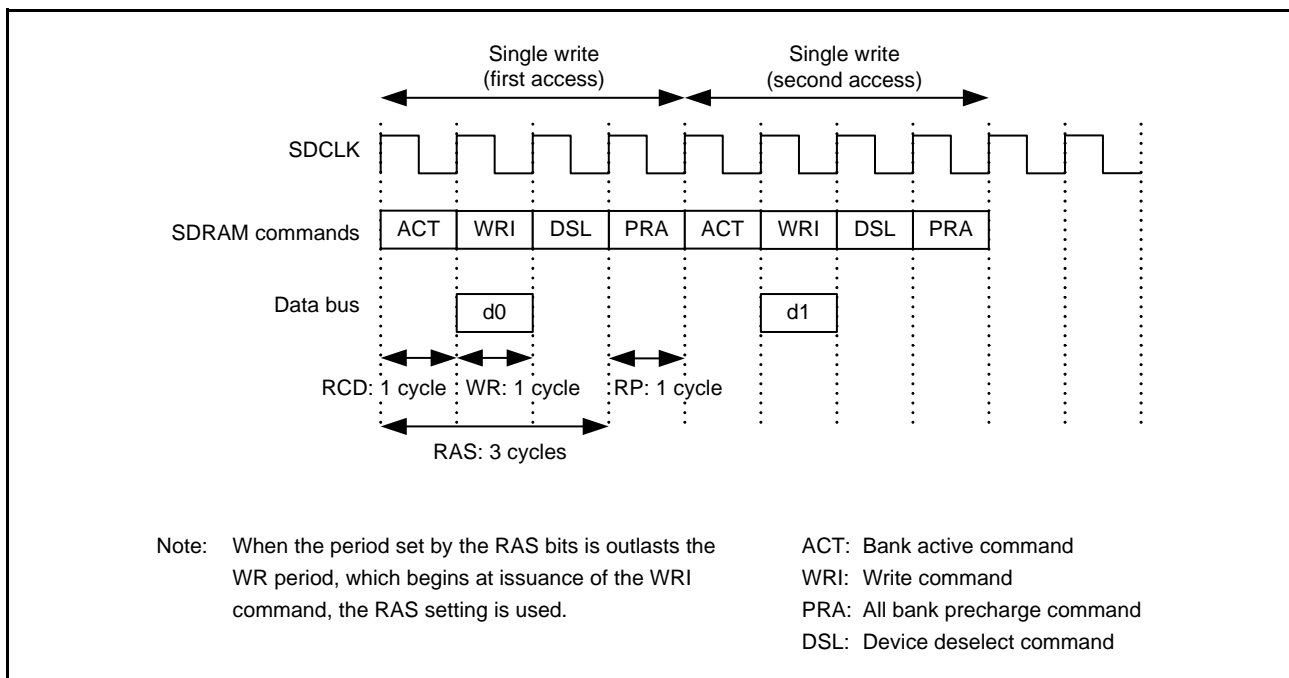 Single write
(first access)
Single write
(second access)
SDCLK
SDRAM commands
ACT WRI DSL PRA ACT WRI DSL PRA
Data bus
d0 d1
RCD: 1 cycle WR: 1 cycle RP: 1 cycle
RAS: 3 cycles
Note: When the period set by the RAS bits is outlasts the
WR period, which begins at issuance of the WRI
command, the RAS setting is used.
ACT: Bank active command
WRI: Write command
PRA: All bank precharge command
DSL: Device deselect command